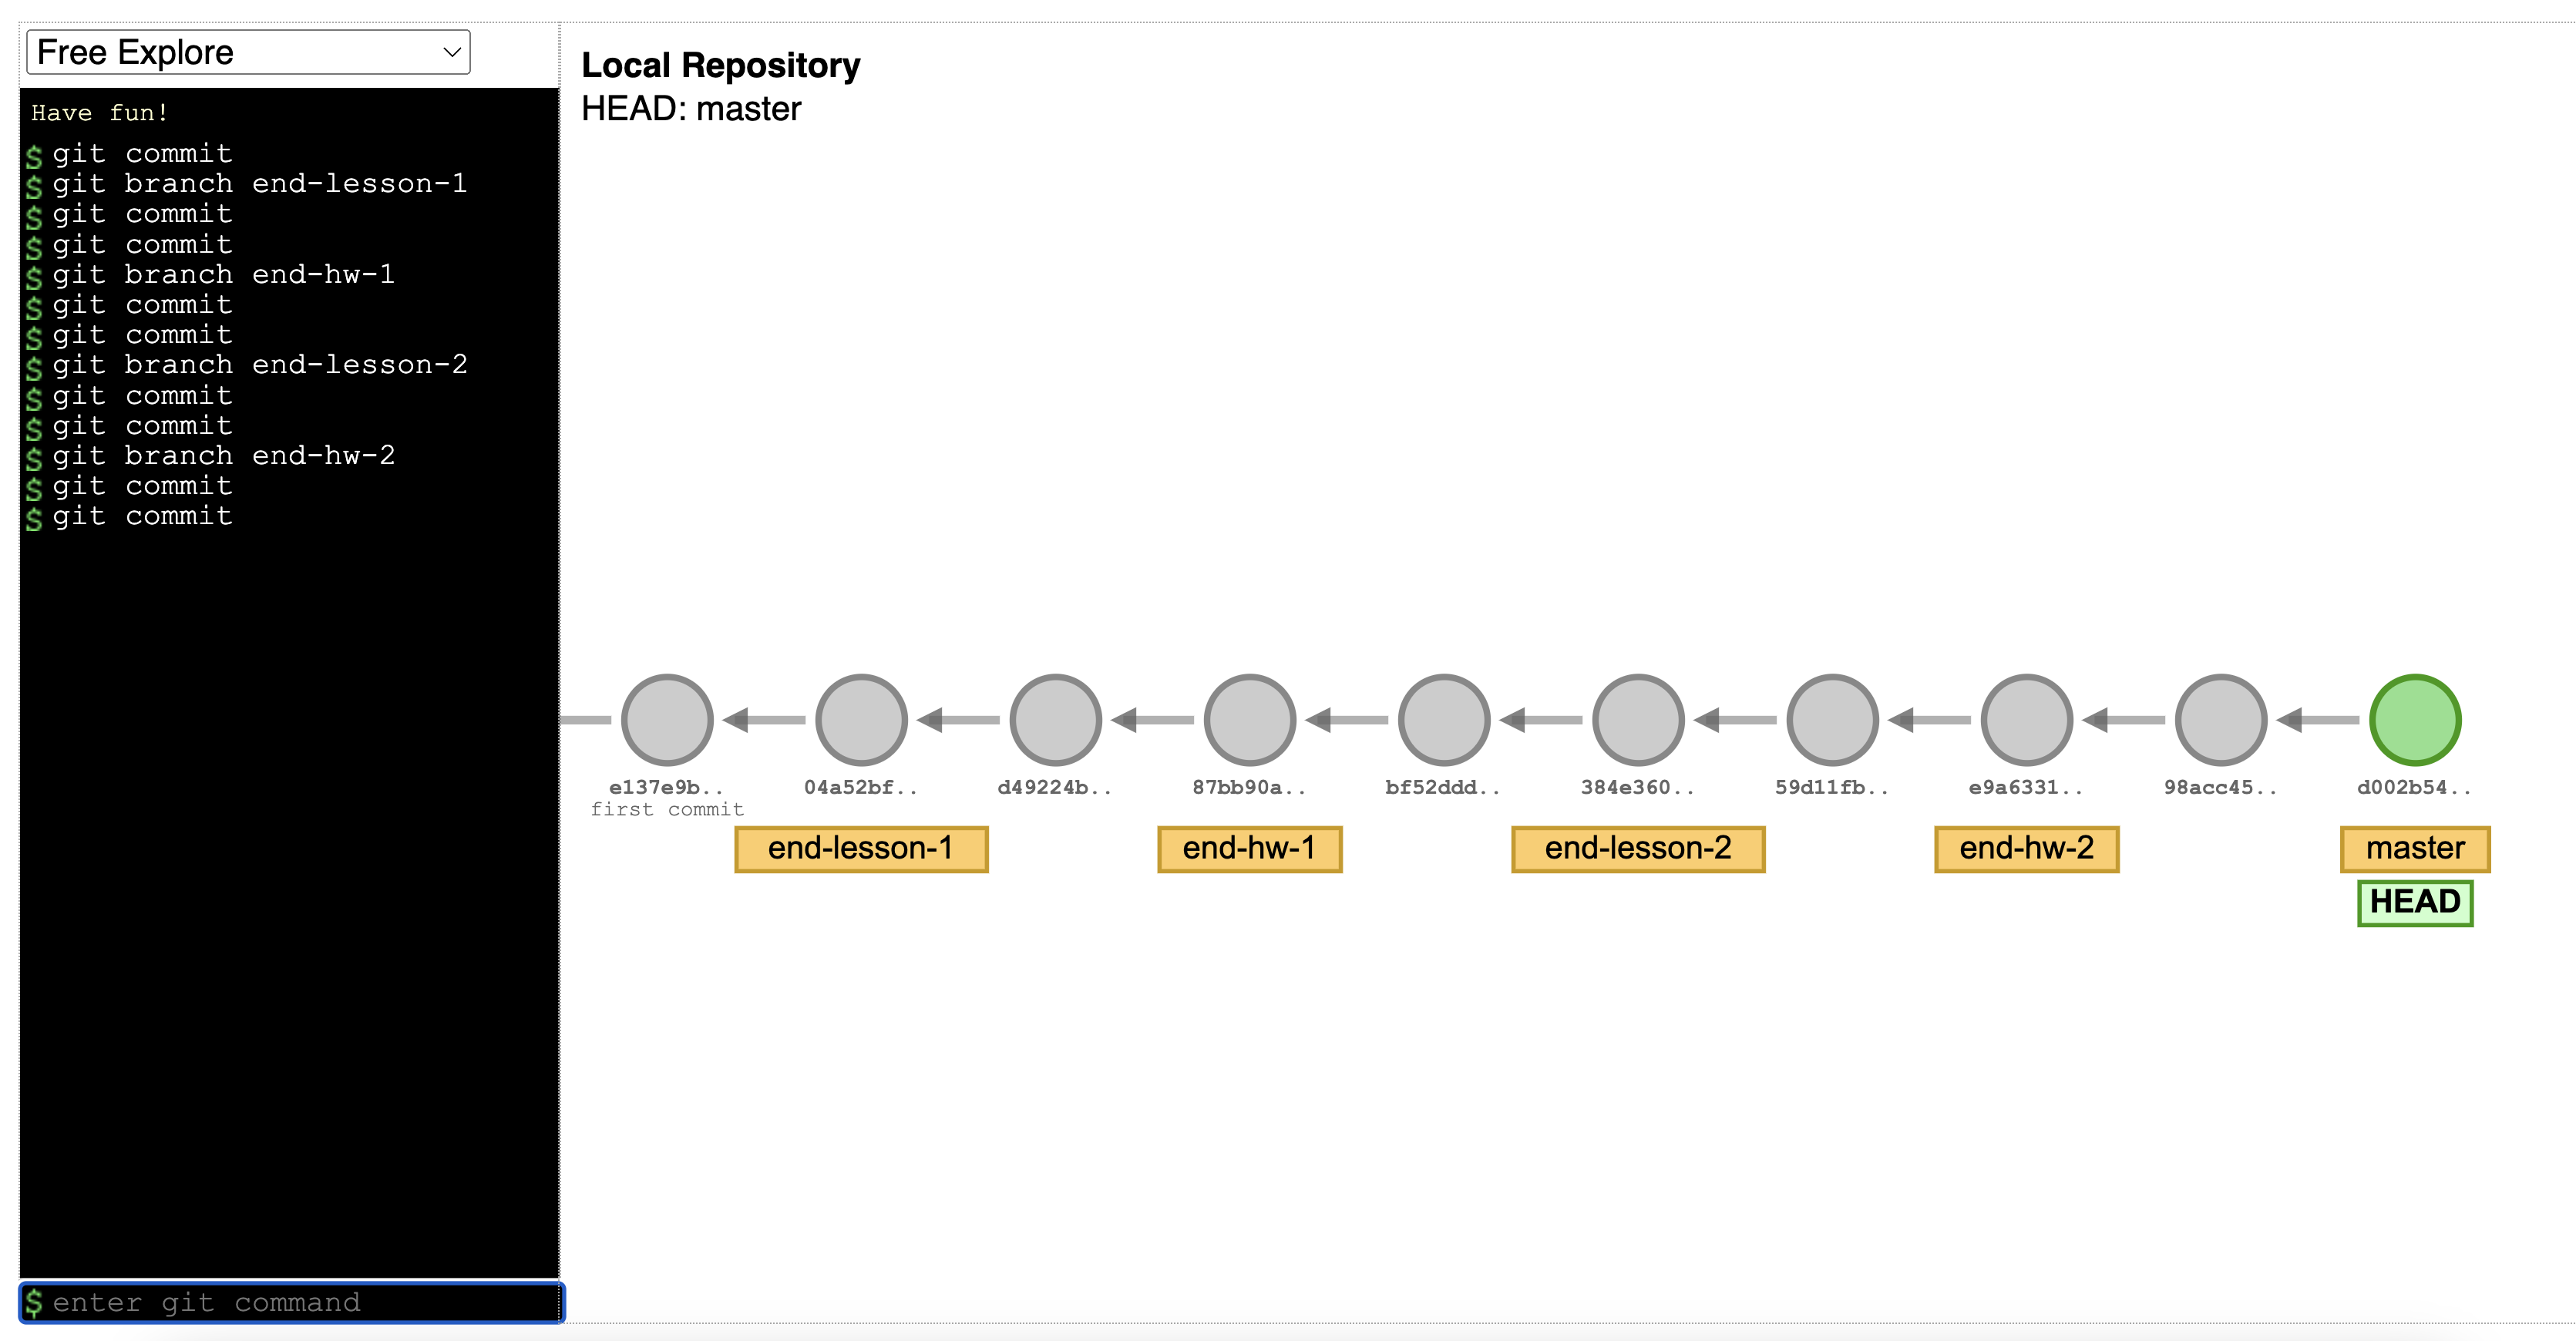 Free Explore
Have fun!
$ git commit
$ git branch end-lesson-1
$ git commit
$ git commit
$ git branch end-hw-1
$ git commit
$ git commit
$ git branch end-lesson-2
$ git commit
$ git commit
$ git branch end-hw-2
$ git commit
$ git commit
$ enter git command
Local Repository
HEAD: master
e137e9b.. 04a52bf.. d49224b.. 87bb90a.. bf52ddd.. 384e360.. 59d11fb.. e9a6331.. 98acc45.. d002b54..
first commit
end-lesson-1 end-hw-1 end-lesson-2 end-hw-2 master
HEAD